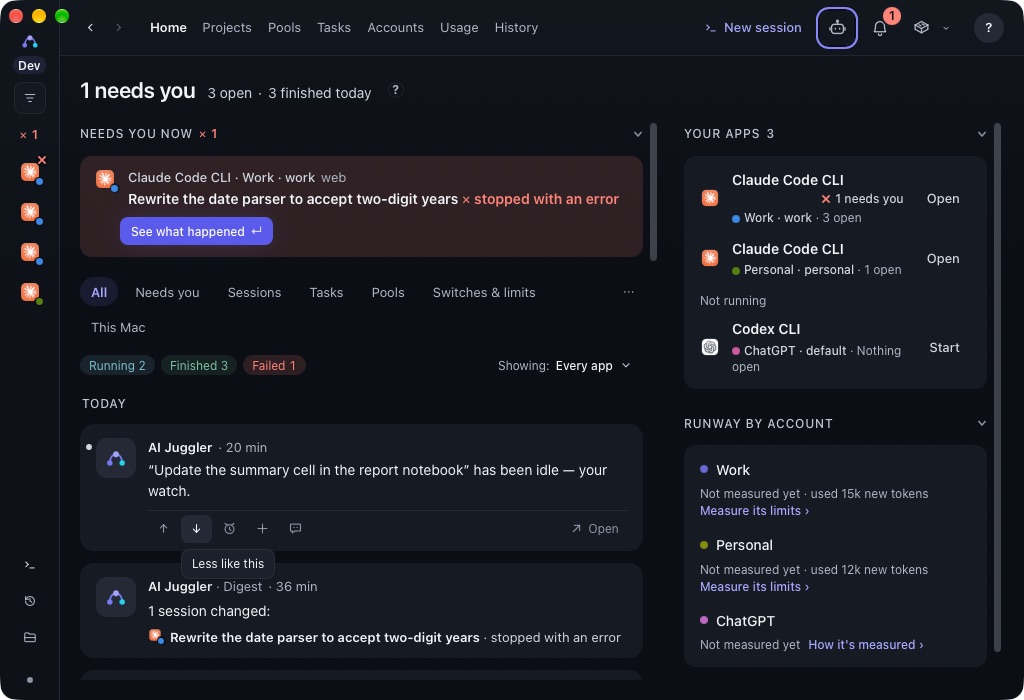 Home Projects Pools Tasks Accounts Usage History
New session
1
?
Dev
× 1
1 needs you 3 open · 3 finished today ?
NEEDS YOU NOW × 1
Claude Code CLI · Work · work web
Rewrite the date parser to accept two-digit years × stopped with an error
See what happened ↵
All Needs you Sessions Tasks Pools Switches & limits ···
This Mac
Running 2 Finished 3 Failed 1 Showing: Every app
TODAY
AI Juggler · 20 min
“Update the summary cell in the report notebook” has been idle — your
watch.
Open
Less like this
AI Juggler · Digest · 36 min
1 session changed:
Rewrite the date parser to accept two-digit years · stopped with an error
YOUR APPS 3
Claude Code CLI
× 1 needs you
Work · work · 3 open
Open
Claude Code CLI
Personal · personal · 1 open
Open
Not running
Codex CLI
ChatGPT · default · Nothing
open
Start
RUNWAY BY ACCOUNT
Work
Not measured yet · used 15k new tokens
Measure its limits ›
Personal
Not measured yet · used 12k new tokens
Measure its limits ›
ChatGPT
Not measured yet How it's measured ›